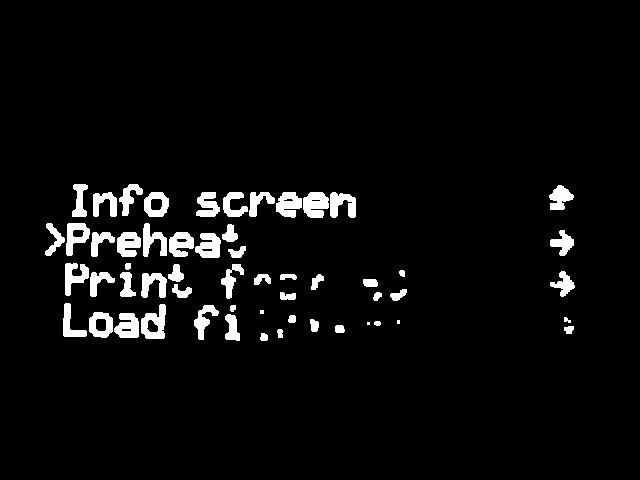 Info screen
>Preheat →
Print →
Load